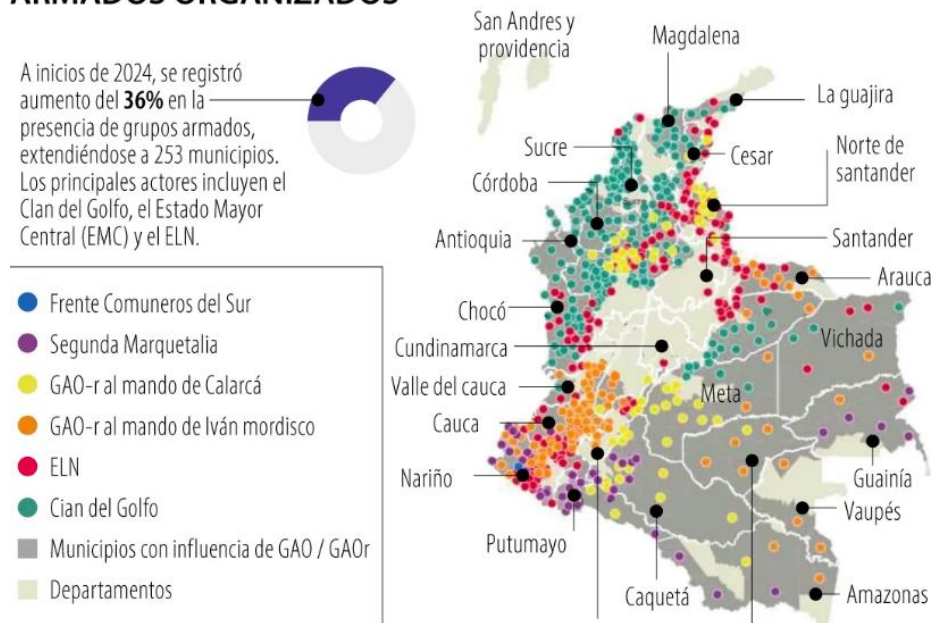 ARMADOS ORGANIZADOS
A inicios de 2024, se registró
aumento del 36% en la
presencia de grupos armados,
extendiéndose a 253 municipios.
Los principales actores incluyen el
Clan del Golfo, el Estado Mayor
Central (EMC) y el ELN.
Frente Comuneros del Sur
Segunda Marquetalia
GAO-r al mando de Calarcá
GAO-r al mando de Iván mordisco
ELN
Cian del Golfo
Municipios con influencia de GAO / GAOr
Departamentos
San Andres y
providencia
Magdalena
La guajira
Sucre
Cesar
Norte de
santander
Córdoba
Sucre
Antioquia
Santander
Arauca
Chocó
Vichada
Cundinamarca
Valle del cauca
Meta
Cauca
Guainía
Nariño
Vaupés
Putumayo
Caquetá
Amazonas